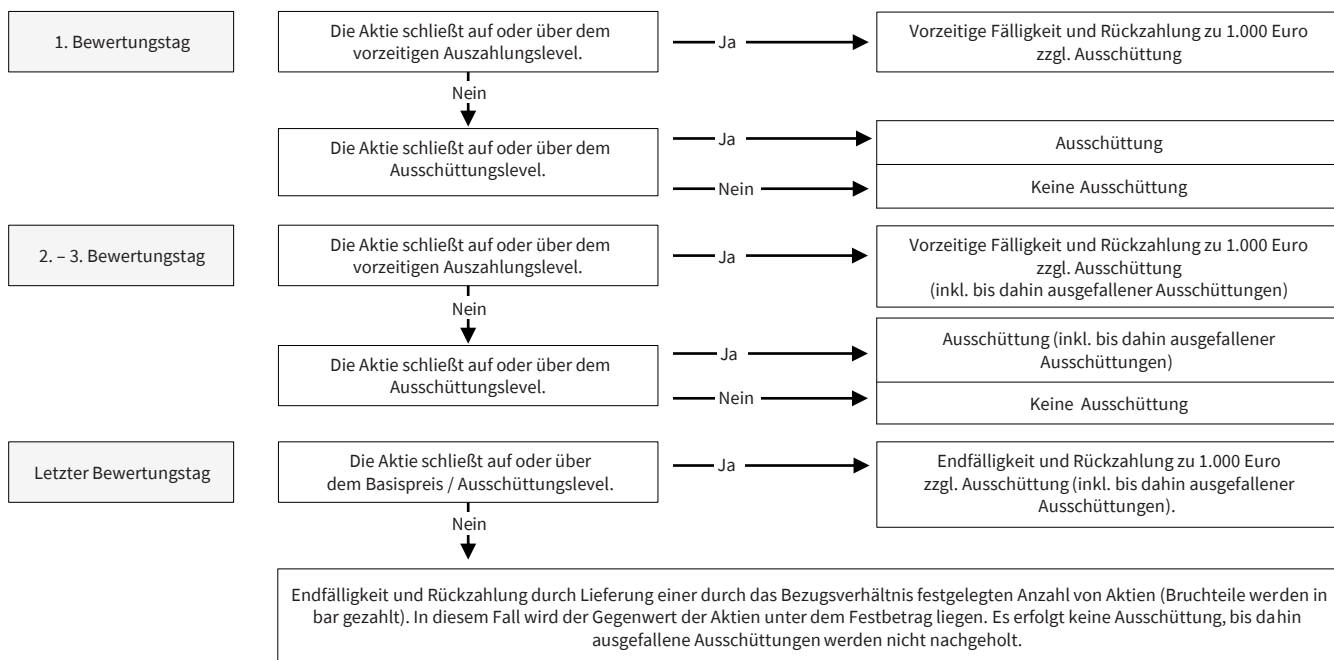 1. Bewertungstag
Die Aktie schließt auf oder über dem
vorzeitigen Auszahlungslevel.
Ja
Vorzeitige Fälligkeit und Rückzahlung zu 1.000 Euro
zzgl. Ausschüttung
Nein
Die Aktie schließt auf oder über dem
Ausschüttungslevel.
Ja
Ausschüttung
Nein
Keine Ausschüttung
2. – 3. Bewertungstag
Die Aktie schließt auf oder über dem
vorzeitigen Auszahlungslevel.
Ja
Vorzeitige Fälligkeit und Rückzahlung zu 1.000 Euro
zzgl. Ausschüttung
(inkl. bis dahin ausgefallener Ausschüttungen)
Nein
Die Aktie schließt auf oder über dem
Ausschüttungslevel.
Ja
Ausschüttung (inkl. bis dahin ausgefallener
Ausschüttungen)
Nein
Keine Ausschüttung
Letzter Bewertungstag
Die Aktie schließt auf oder über
dem Basispreis / Ausschüttungslevel.
Ja
Endfälligkeit und Rückzahlung zu 1.000 Euro
zzgl. Ausschüttung (inkl. bis dahin ausgefallener
Ausschüttungen).
Nein
Endfälligkeit und Rückzahlung durch Lieferung einer durch das Bezugsverhältnis festgelegten Anzahl von Aktien (Bruchteile werden in
bar gezahlt). In diesem Fall wird der Gegenwert der Aktien unter dem Festbetrag liegen. Es erfolgt keine Ausschüttung, bis dahin
ausgefallene Ausschüttungen werden nicht nachgeholt.